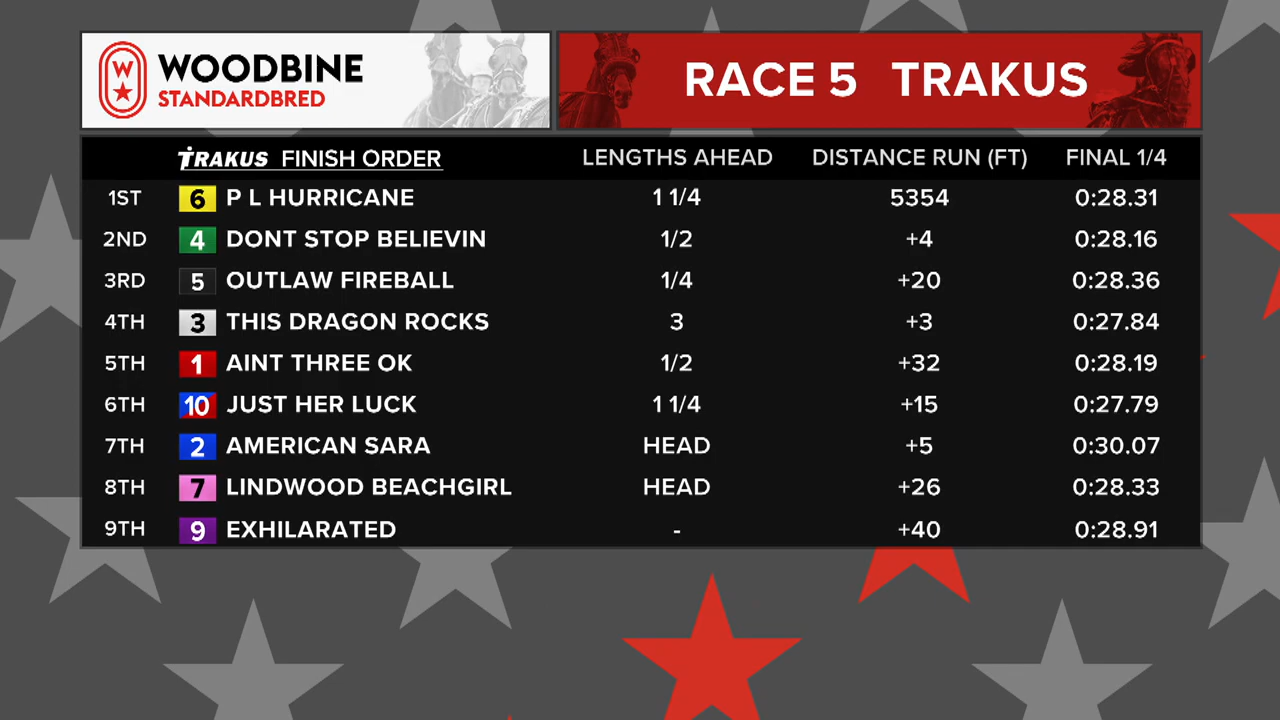 W
WOODBINE
STANDARDBRED
RACE 5 TRAKUS
TRAKUS FINISH ORDER LENGTHS AHEAD DISTANCE RUN (FT) FINAL 1/4
1ST 6 P L HURRICANE 1 1/4 5354 0:28.31
2ND 4 DONT STOP BELIEVIN 1/2 +4 0:28.16
3RD 5 OUTLAW FIREBALL 1/4 +20 0:28.36
4TH 3 THIS DRAGON ROCKS 3 +3 0:27.84
5TH 1 AINT THREE OK 1/2 +32 0:28.19
6TH 10 JUST HER LUCK 1 1/4 +15 0:27.79
7TH 2 AMERICAN SARA HEAD +5 0:30.07
8TH 7 LINDWOOD BEACHGIRL HEAD +26 0:28.33
9TH 9 EXHILARATED - +40 0:28.91